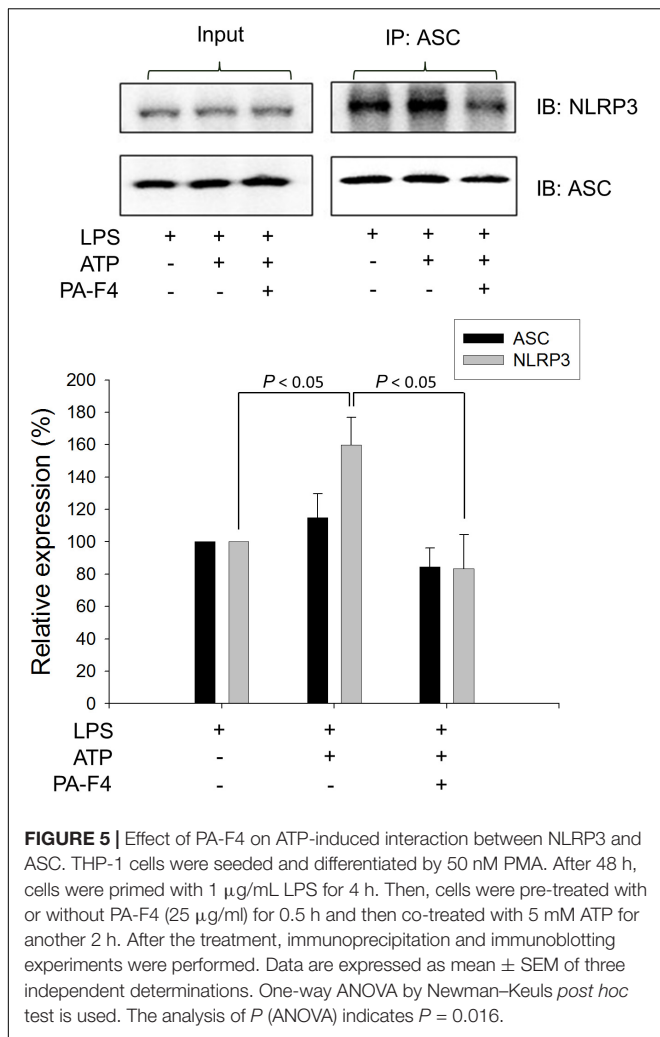 Input
IP: ASC
IB: NLRP3
IB: ASC
LPS + + + + + +
ATP - + + - + +
PA-F4 - - + - - +
ASC
NLRP3
P < 0.05
P < 0.05
Relative expression (%)
200
180
160
140
120
100
80
60
40
20
0
LPS + + +
ATP - + +
PA-F4 - - +
FIGURE 5 | Effect of PA-F4 on ATP-induced interaction between NLRP3 and
ASC. THP-1 cells were seeded and differentiated by 50 nM PMA. After 48 h,
cells were primed with 1 μg/mL LPS for 4 h. Then, cells were pre-treated with
or without PA-F4 (25 μg/ml) for 0.5 h and then co-treated with 5 mM ATP for
another 2 h. After the treatment, immunoprecipitation and immunoblotting
experiments were performed. Data are expressed as mean ± SEM of three
independent determinations. One-way ANOVA by Newman–Keuls post hoc
test is used. The analysis of P (ANOVA) indicates P = 0.016.